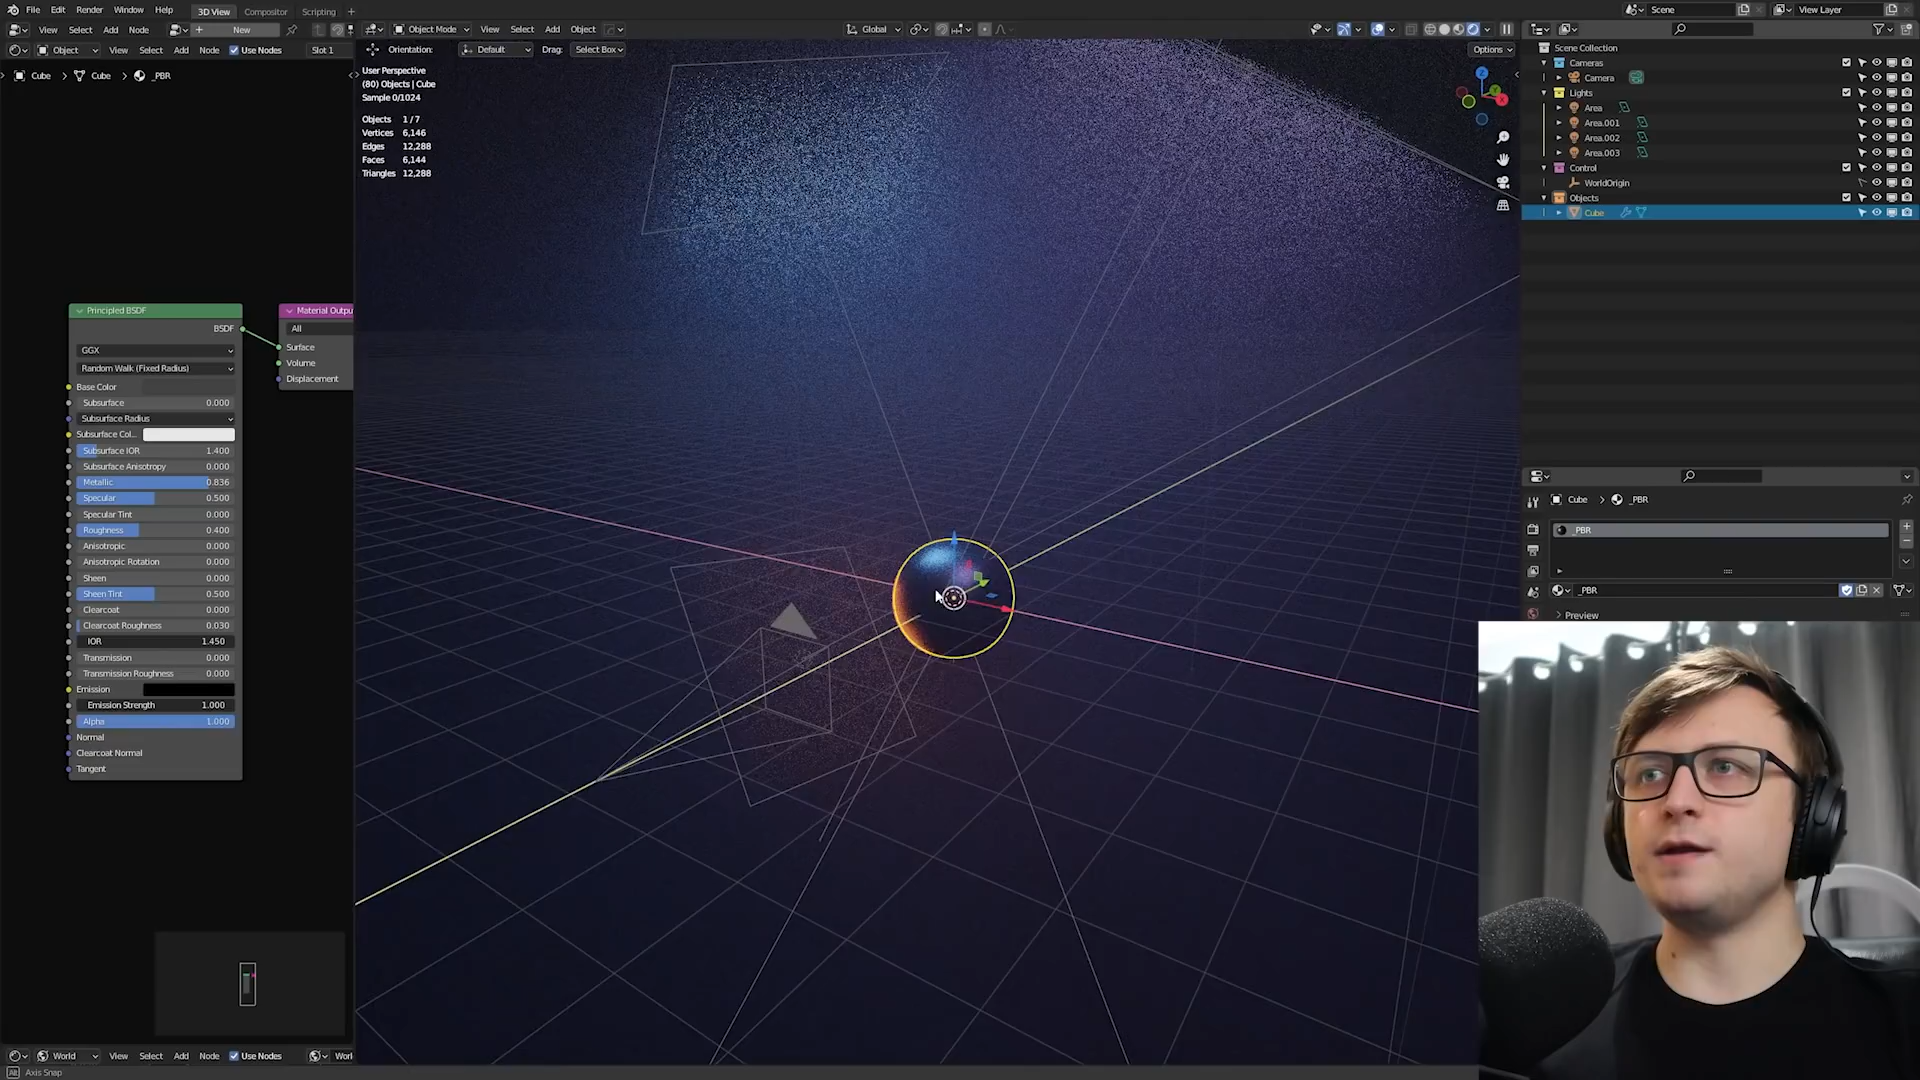 File Edit Render Window Help 3D View Compositor Scripting + Scene View Layer
View Select Add Node + New Object Mode View Select Add Object Global
Object View Select Add Node Use Nodes Slot 1 Orientation: Default Drag: Select Box Options
Cube > Cube > _PBR
User Perspective
(80) Objects | Cube
Sample 0/1024
Objects 1/7
Vertices 6,146
Edges 12,288
Faces 6,144
Triangles 12,288
Z
Y
X
Scene Collection
Cameras
Camera
Lights
Area
Area.001
Area.002
Area.003
Control
WorldOrigin
Objects
Cube
Principled BSDF
BSDF
GGX
Random Walk (Fixed Radius)
Base Color
Subsurface 0.000
Subsurface Radius
Subsurface Col...
Subsurface IOR 1.400
Subsurface Anisotropy 0.000
Metallic 0.836
Specular 0.500
Specular Tint 0.000
Roughness 0.400
Anisotropic 0.000
Anisotropic Rotation 0.000
Sheen 0.000
Sheen Tint 0.500
Clearcoat 0.000
Clearcoat Roughness 0.030
IOR 1.450
Transmission 0.000
Transmission Roughness 0.000
Emission
Emission Strength 1.000
Alpha 1.000
Normal
Clearcoat Normal
Tangent
Material Outpu
All
Surface
Volume
Displacement
Cube > _PBR
_PBR
_PBR
Preview
World View Select Add Node Use Nodes Worl
Alt Axis Snap